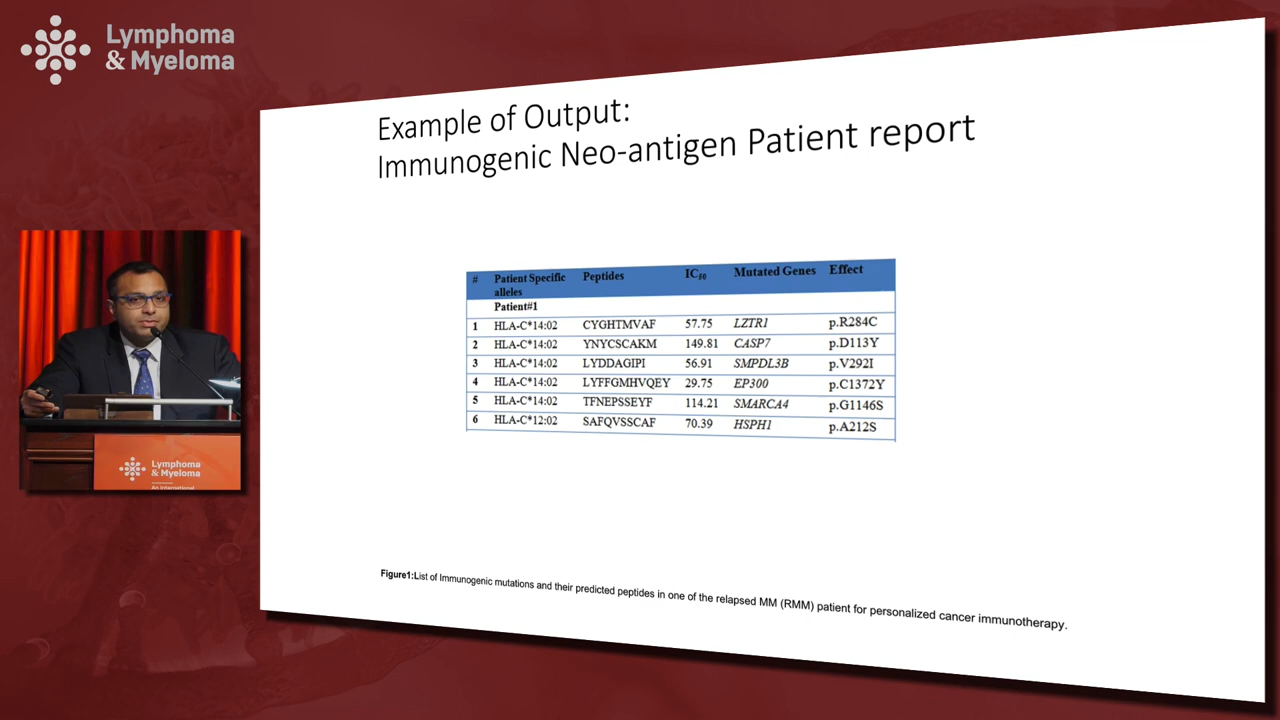 Lymphoma
& Myeloma
Example of Output:
Immunogenic Neo-antigen Patient report
# Patient Specific alleles Peptides IC50 Mutated Genes Effect
Patient#1
1 HLA-C*14:02 CYGHTMVAF 57.75 LZTR1 p.R284C
2 HLA-C*14:02 YNYCSCAKM 149.81 CASP7 p.D113Y
3 HLA-C*14:02 LYDDAGIPI 56.91 SMPDL3B p.V292I
4 HLA-C*14:02 LYFFGMHVQEY 29.75 EP300 p.C1372Y
5 HLA-C*14:02 TFNEPSSEYF 114.21 SMARCA4 p.G1146S
6 HLA-C*12:02 SAFQVSSCAF 70.39 HSPH1 p.A212S
Figure1:List of Immunogenic mutations and their predicted peptides in one of the relapsed MM (RMM) patient for personalized cancer immunotherapy.
Lymphoma
& Myeloma
An International